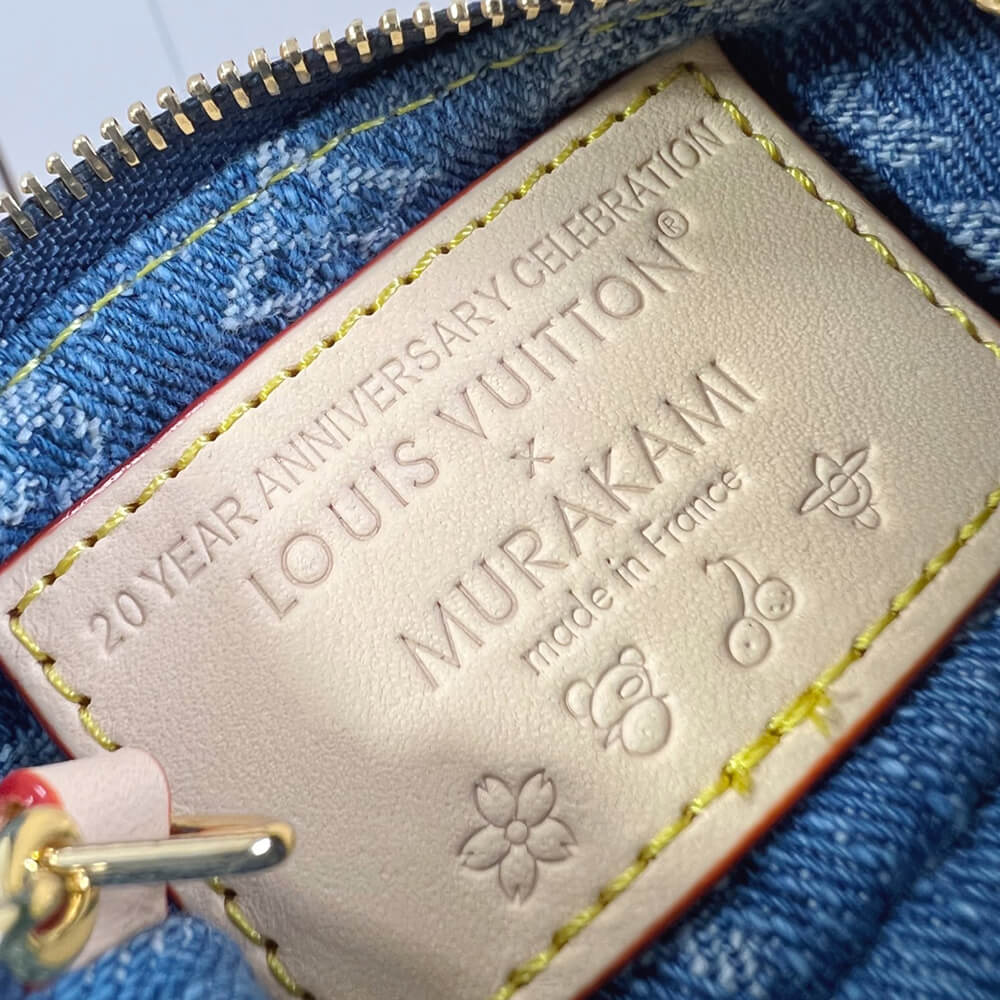 20 YEAR ANNIVERSARY CELEBRATION
LOUIS VUITTON®
x
MURAKAMI
made in France